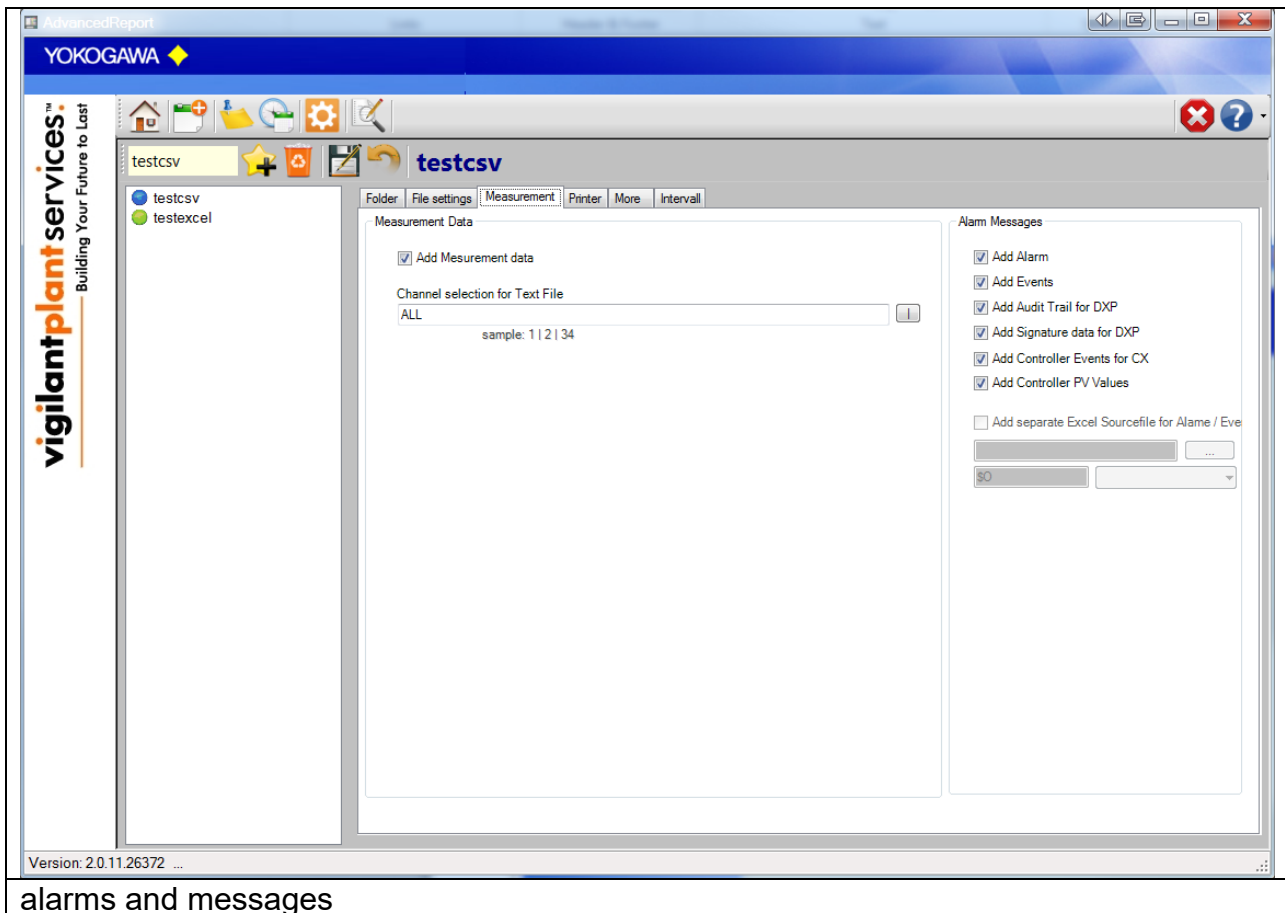 AdvancedReport
YOKOGAWA
vigilantplantservices.™
Building Your Future to Last
testcsv
testcsv
testcsv
testexcel
Folder File settings Measurement Printer More Intervall
Measurement Data
Add Mesurement data
Channel selection for Text File
ALL
|
sample: 1 | 2 | 34
Alarm Messages
Add Alarm
Add Events
Add Audit Trail for DXP
Add Signature data for DXP
Add Controller Events for CX
Add Controller PV Values
Add separate Excel Sourcefile for Alame / Eve
...
$O
Version: 2.0.11.26372 ...
alarms and messages